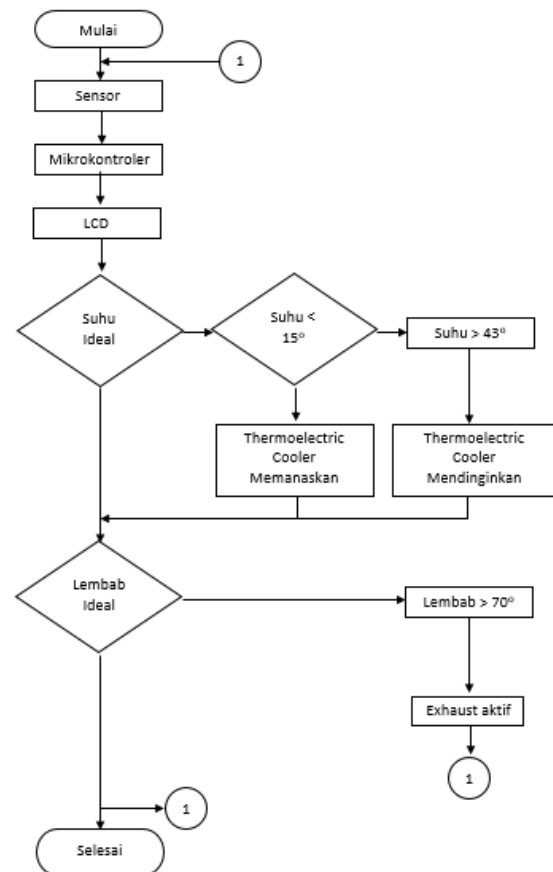 Mulai
1
Sensor
Mikrokontroler
LCD
Suhu
Ideal
Suhu <
15°
Suhu > 43°
Thermoelectric
Cooler
Memanaskan
Thermoelectric
Cooler
Mendinginkan
Lembab
Ideal
Lembab > 70°
Exhaust aktif
1
1
Selesai